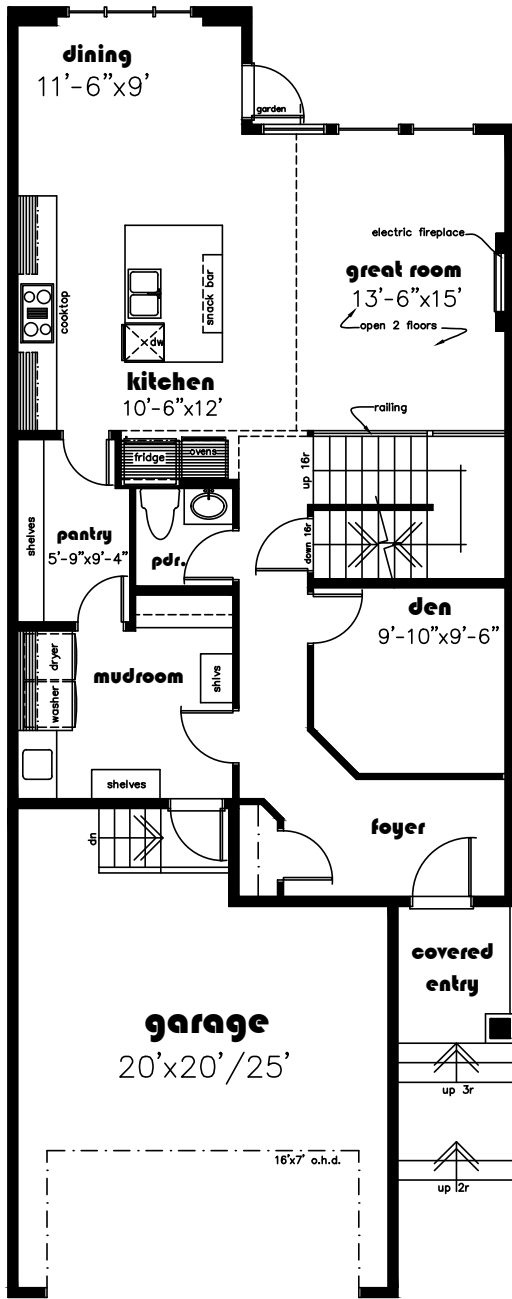 dining
11'-6"x9'
garden
electric fireplace
great room
13'-6"x15'
open 2 floors
cooktop
snack bar
dw
kitchen
10'-6"x12'
railing
fridge
ovens
up 16r
shelves
pantry
5'-9"x9'-4"
pdr.
down 16r
den
9'-10"x9'-6"
dryer
washer
mudroom
shlvs
shelves
dn
foyer
covered
entry
garage
20'x20'/25'
up 3r
16'x7' o.h.d.
up 2r